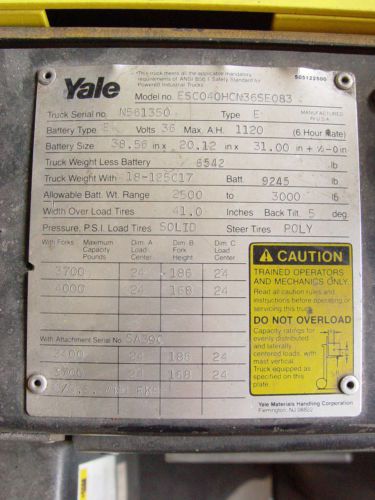 Yale
This truck meets all the applicable mandatory
requirements of ANSI B56.1 Safety Standard for
Powered Industrial Trucks
505122500
Model no. ESC040HCN36SE083
Truck Serial no. N561350 Type E
MANUFACTURED
IN U.S.A.
Battery Type E Volts 36 Max. A.H. 1120 (6 Hour Rate)
Battery Size 38.56 in x 20.12 in x 31.00 in + ½-0 in
Truck Weight Less Battery 6542 lb
Truck Weight With 18-125C17 Batt. 9245 lb
Allowable Batt. Wt. Range 2500 to 3000 lb
Width Over Load Tires 41.0 Inches Back Tilt 5 deg
Pressure, P.S.I. Load Tires SOLID Steer Tires POLY
With Forks Maximum Capacity Pounds Dim. A Load Center Dim. B Fork Height Dim. C Load Center
3700 24 186 24
4000 24 168 24
With Attachment Serial No. SA390
3400 24 186 24
3700 24 168 24
CAUTION
TRAINED OPERATORS
AND MECHANICS ONLY.
Read all caution rules and
instructions before operating or
servicing this truck.
DO NOT OVERLOAD
Capacity ratings for
evenly distributed
and laterally
centered loads, with
mast vertical.
Truck equipped as
specified on this
plate.
Yale Materials Handling Corporation
Flemington, NJ 08822